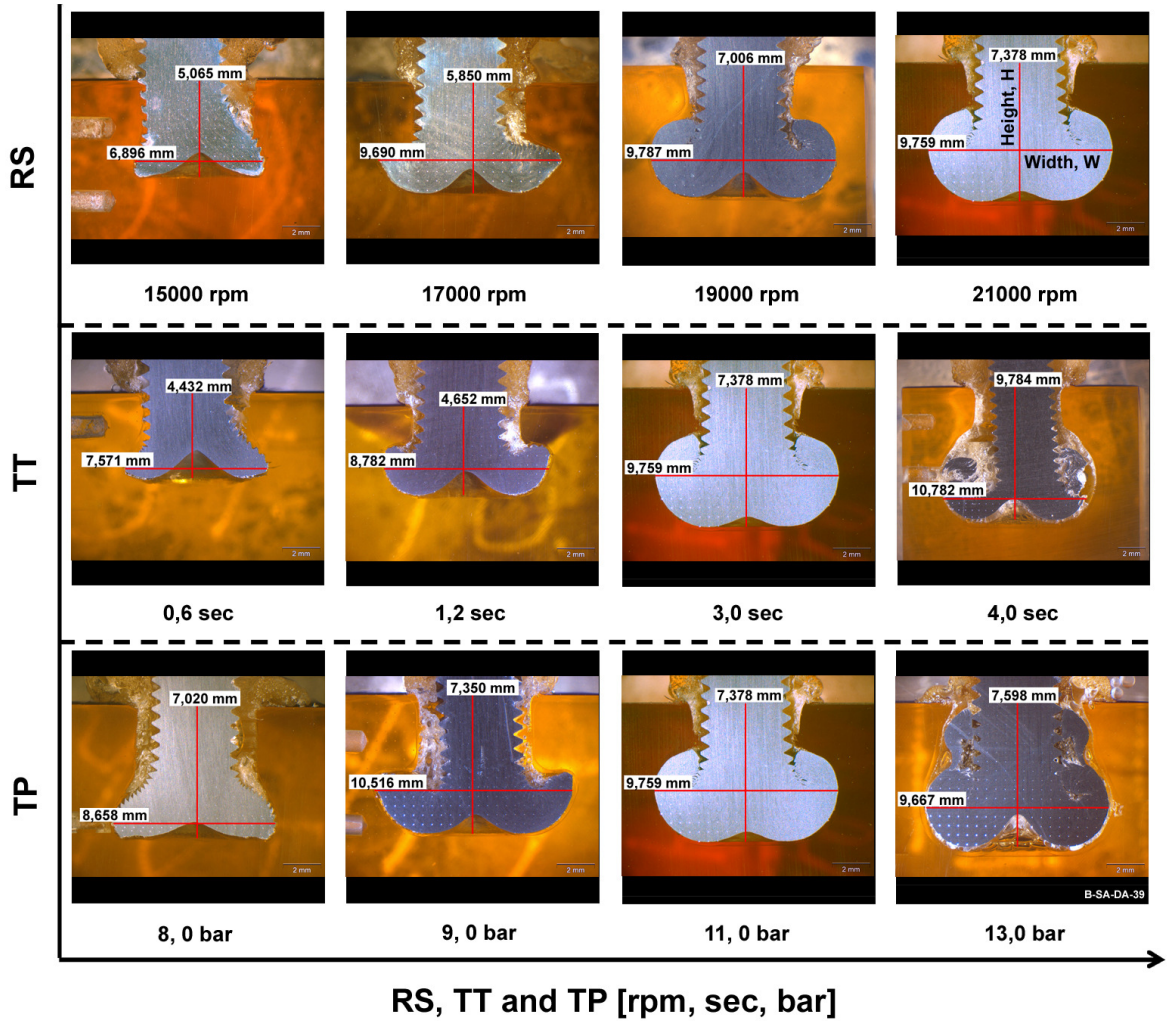 RS
5,065 mm
6,896 mm
2 mm
15000 rpm
5,850 mm
9,690 mm
2 mm
17000 rpm
7,006 mm
9,787 mm
2 mm
19000 rpm
7,378 mm
Height, H
9,759 mm
Width, W
2 mm
21000 rpm
TT
4,432 mm
7,571 mm
2 mm
0,6 sec
4,652 mm
8,782 mm
2 mm
1,2 sec
7,378 mm
9,759 mm
2 mm
3,0 sec
9,784 mm
10,782 mm
2 mm
4,0 sec
TP
7,020 mm
8,658 mm
2 mm
8, 0 bar
7,350 mm
10,516 mm
2 mm
9, 0 bar
7,378 mm
9,759 mm
2 mm
11, 0 bar
7,598 mm
9,667 mm
2 mm
B-SA-DA-39
13,0 bar
RS, TT and TP [rpm, sec, bar]